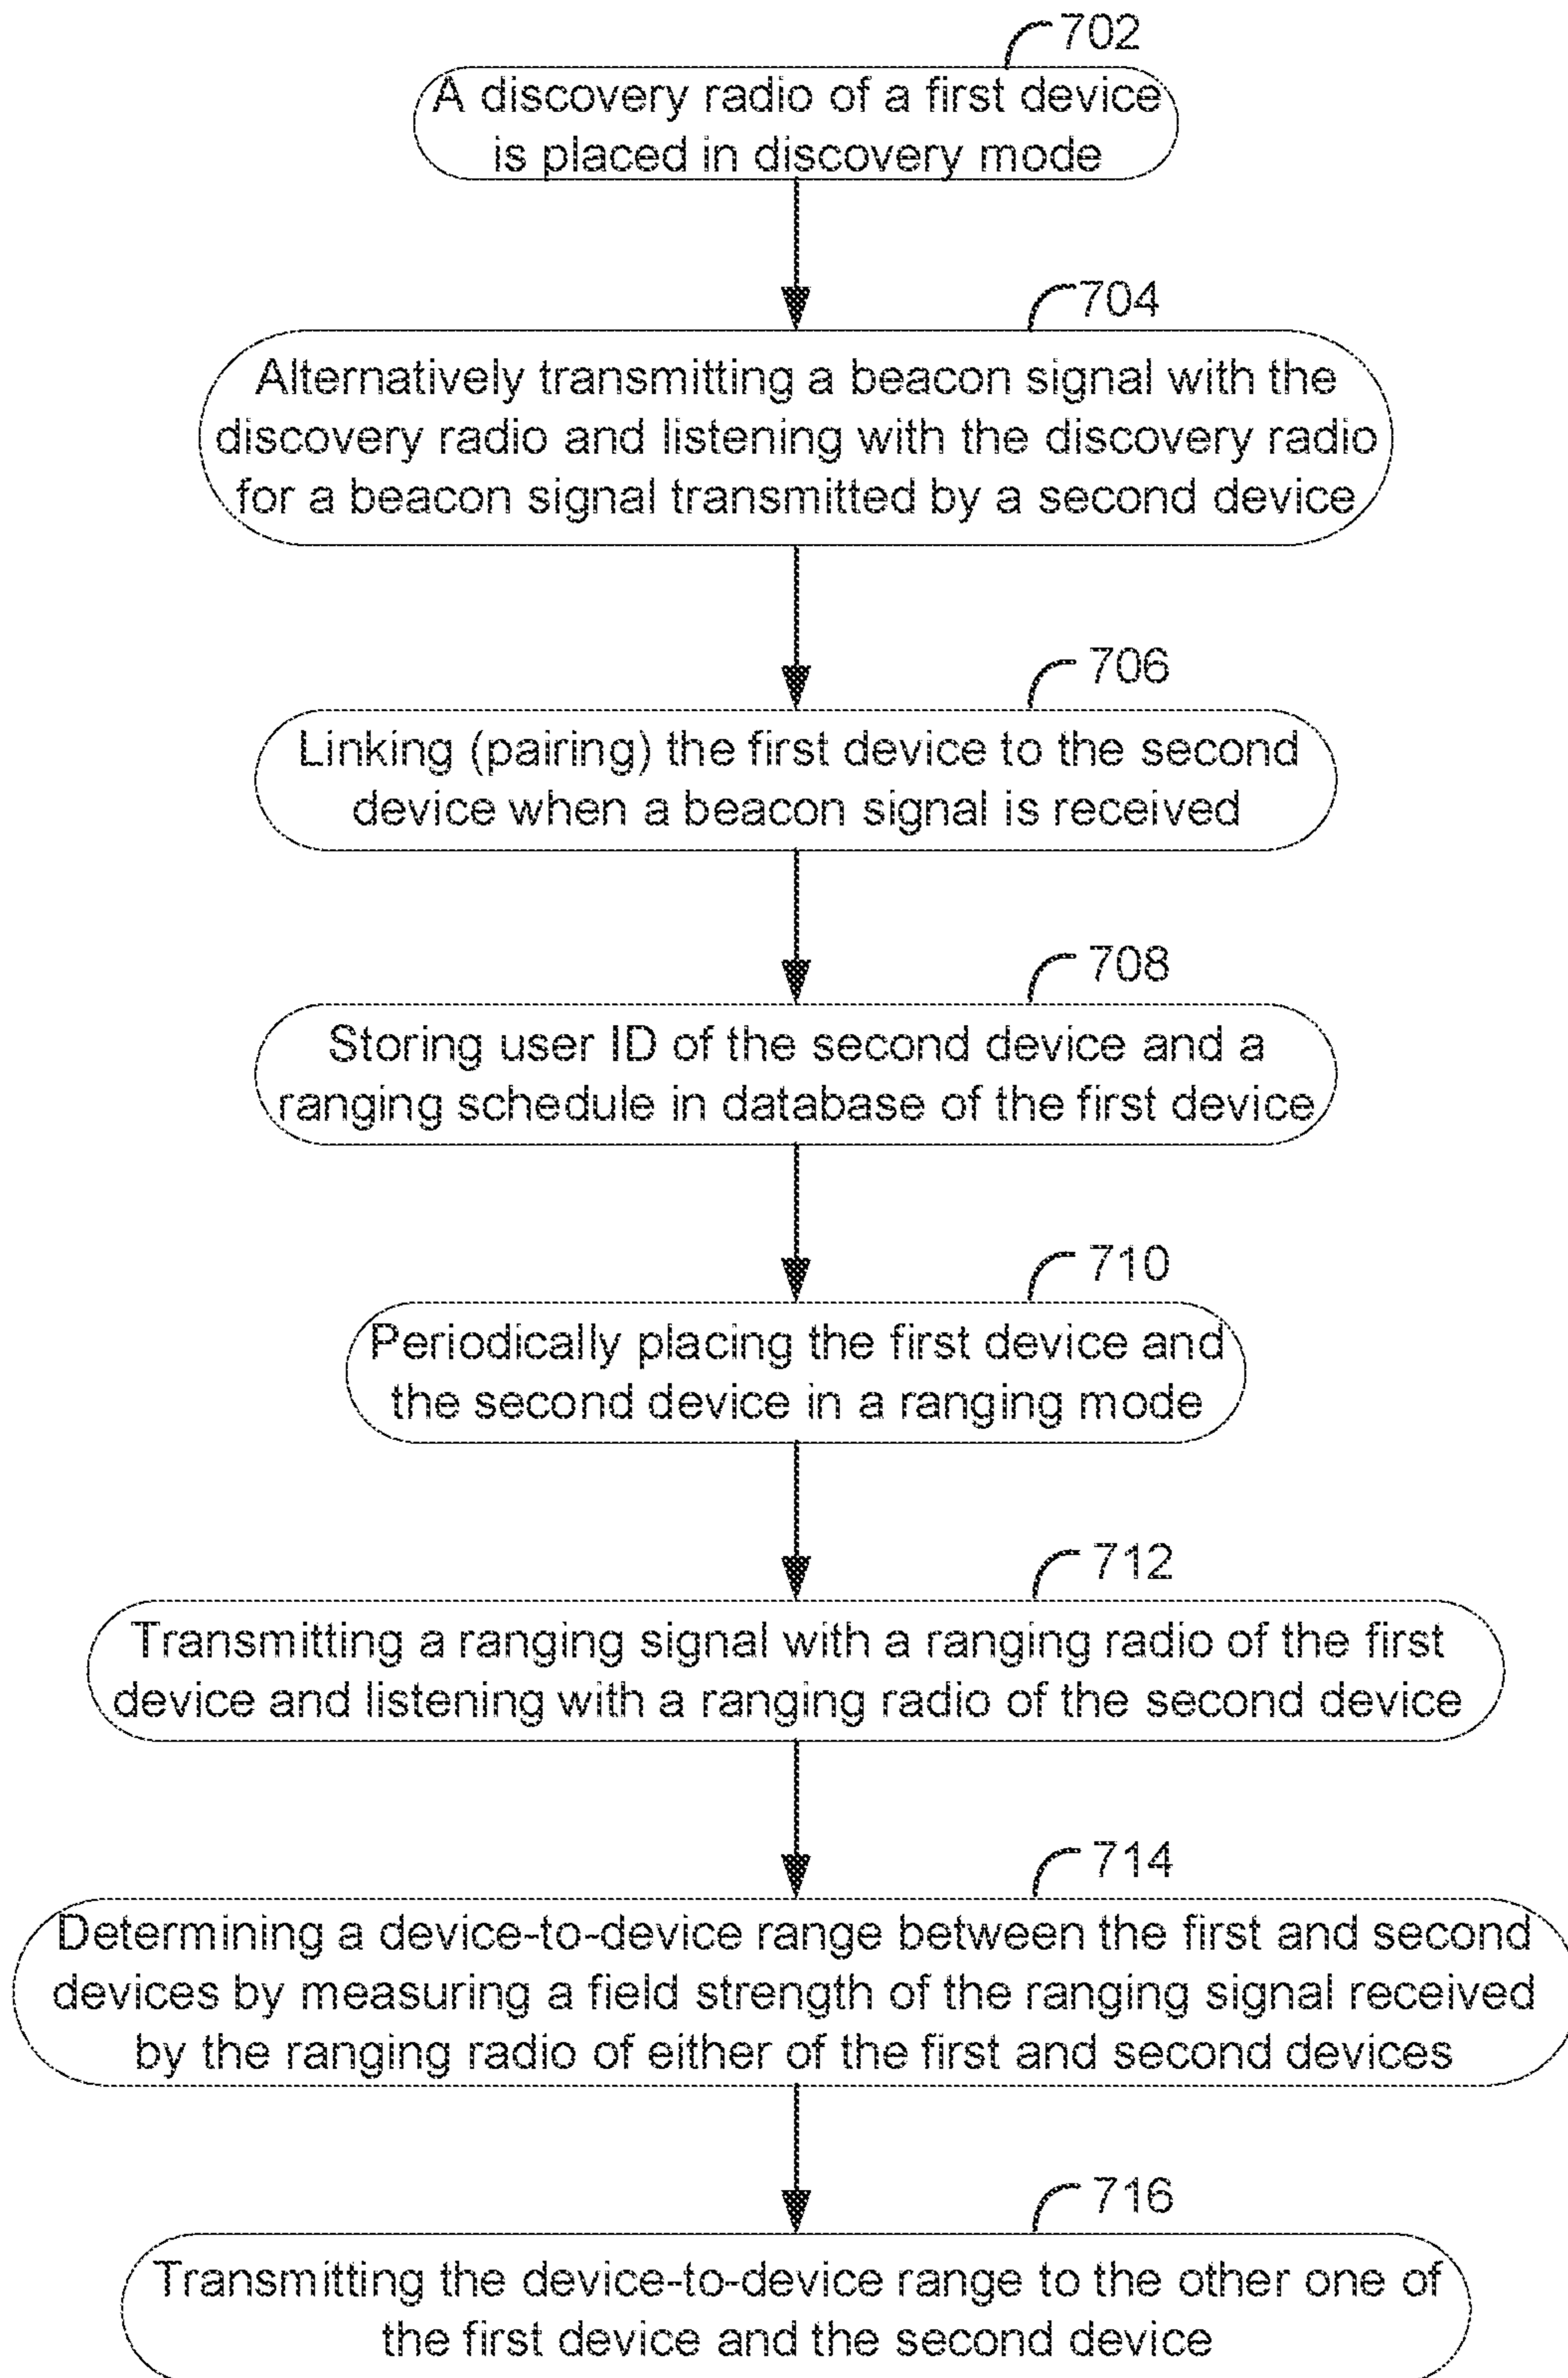 702
A discovery radio of a first device
is placed in discovery mode
704
Alternatively transmitting a beacon signal with the
discovery radio and listening with the discovery radio
for a beacon signal transmitted by a second device
706
Linking (pairing) the first device to the second
device when a beacon signal is received
708
Storing user ID of the second device and a
ranging schedule in database of the first device
710
Periodically placing the first device and
the second device in a ranging mode
712
Transmitting a ranging signal with a ranging radio of the first
device and listening with a ranging radio of the second device
714
Determining a device-to-device range between the first and second
devices by measuring a field strength of the ranging signal received
by the ranging radio of either of the first and second devices
716
Transmitting the device-to-device range to the other one of
the first device and the second device